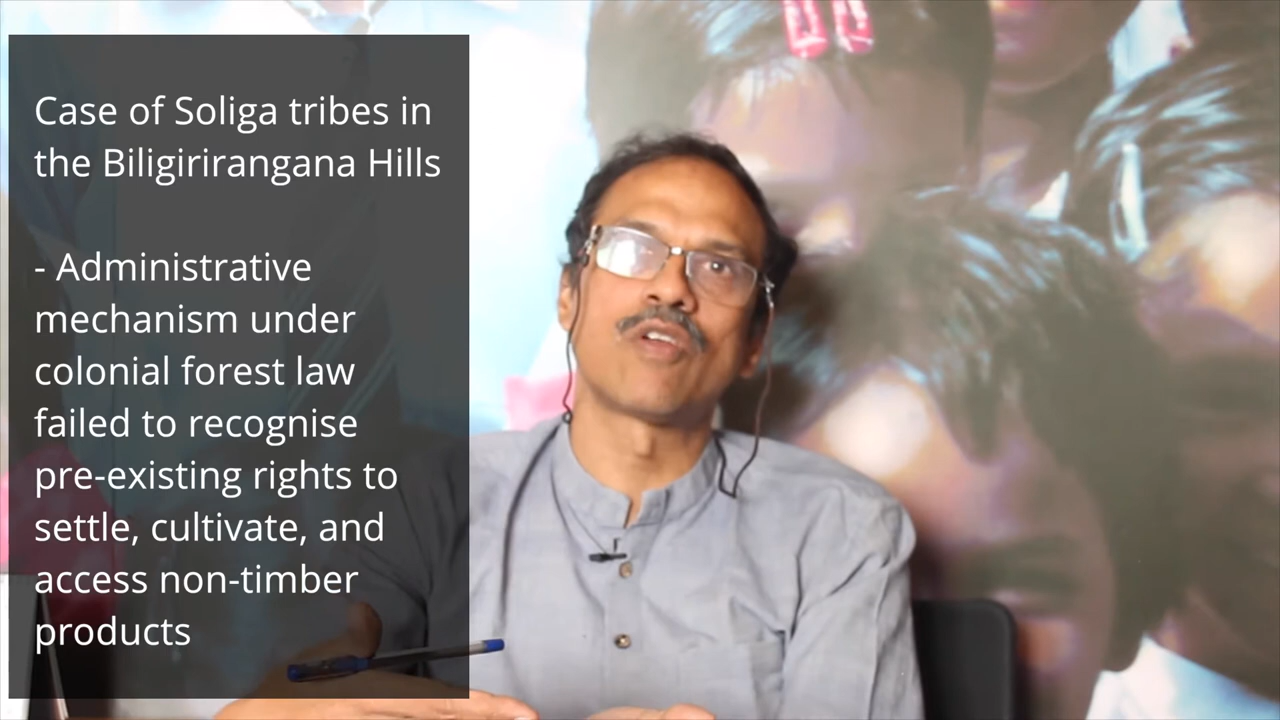 Case of Soliga tribes in
the Biligirirangana Hills
- Administrative
mechanism under
colonial forest law
failed to recognise
pre-existing rights to
settle, cultivate, and
access non-timber
products